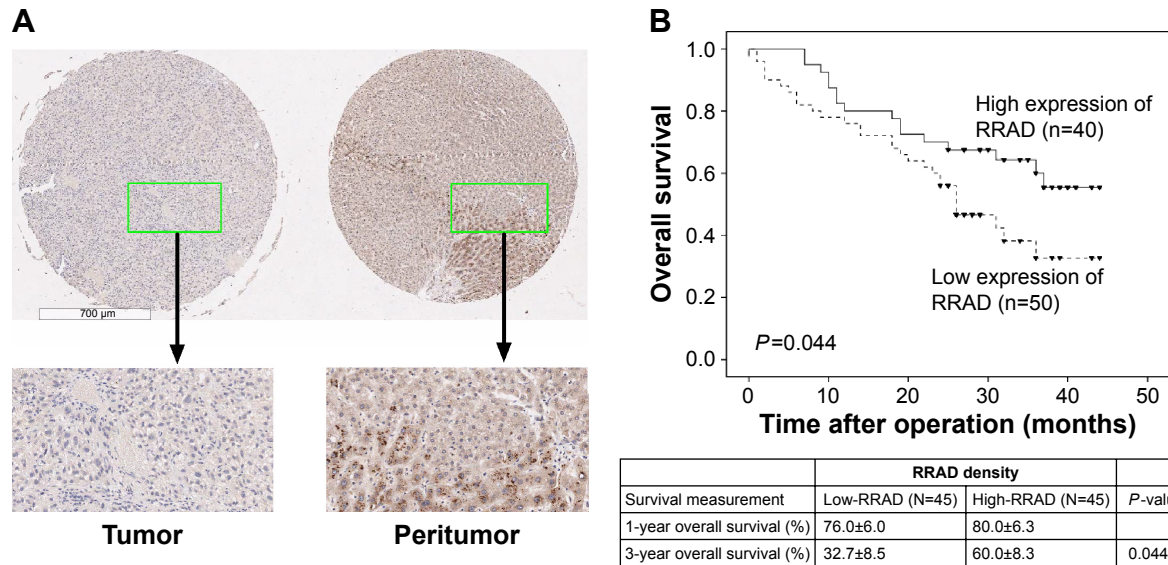 A
700 μm
Tumor
Peritumor
B
Overall survival
1.0
0.8
0.6
0.4
0.2
0.0
High expression of
RRAD (n=40)
Low expression of
RRAD (n=50)
P=0.044
0 10 20 30 40 50
Time after operation (months)
RRAD density
Survival measurement Low-RRAD (N=45) High-RRAD (N=45) P-valu
1-year overall survival (%) 76.0±6.0 80.0±6.3
3-year overall survival (%) 32.7±8.5 60.0±8.3 0.044